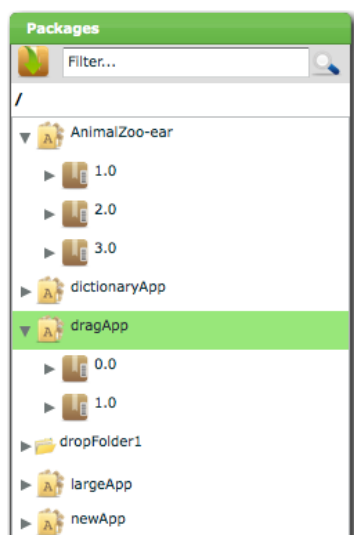 Packages
Filter...
/
AnimalZoo-ear
1.0
2.0
3.0
dictionaryApp
dragApp
0.0
1.0
dropFolder1
largeApp
newApp